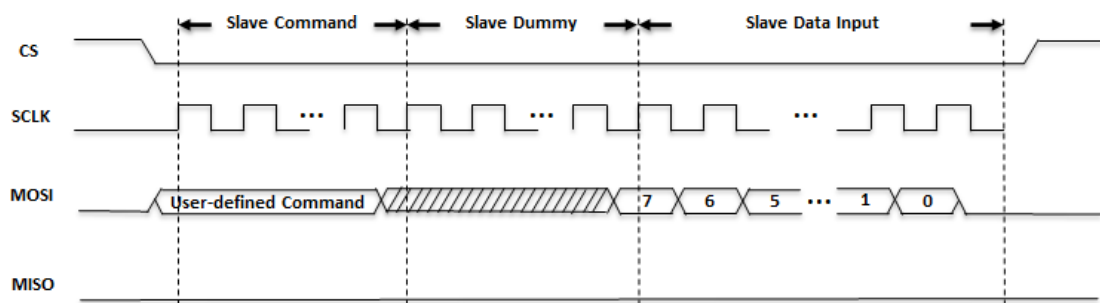 Slave Command Slave Dummy Slave Data Input
CS
SCLK ... ... ...
MOSI User-defined Command 7 6 5 ... 1 0
MISO